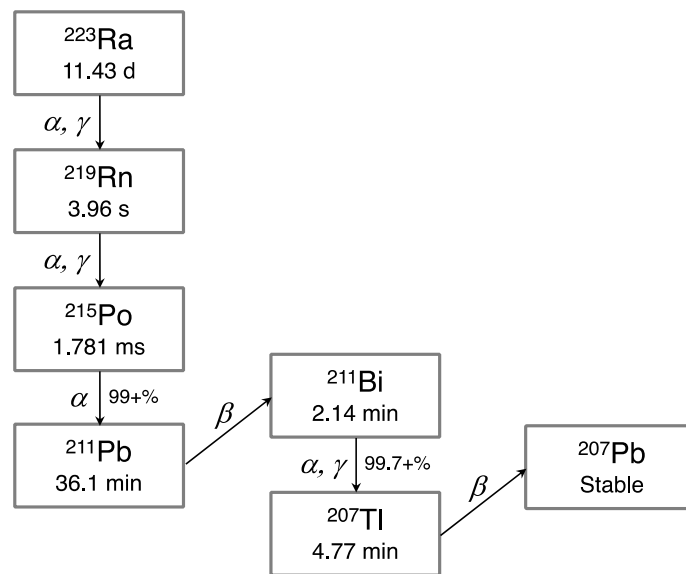 ²²³Ra
11.43 d
α, γ
²¹⁹Rn
3.96 s
α, γ
²¹⁵Po
1.781 ms
α 99+%
²¹¹Pb
36.1 min
β
²¹¹Bi
2.14 min
α, γ 99.7+%
²⁰⁷Tl
4.77 min
β
²⁰⁷Pb
Stable